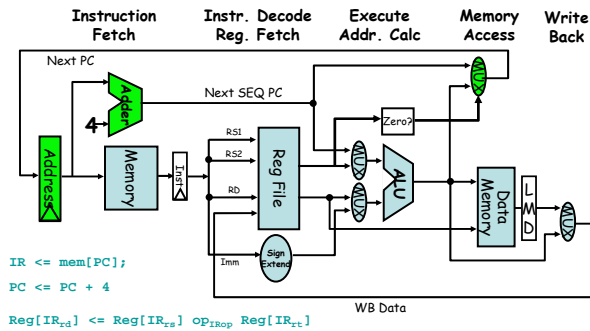 Instruction Fetch
Instr. Decode Reg. Fetch
Execute Addr. Calc
Memory Access
Write Back
Next PC
Next SEQ PC
Adder
4
MUX
Zero?
Address
Memory
Inst
RS1
RS2
RD
Imm
Reg File
Sign Extend
MUX
MUX
ALU
Data Memory
L M D
MUX
WB Data
IR <= mem[PC];
PC <= PC + 4
Reg[IRrd] <= Reg[IRrs] opIRop Reg[IRrt]